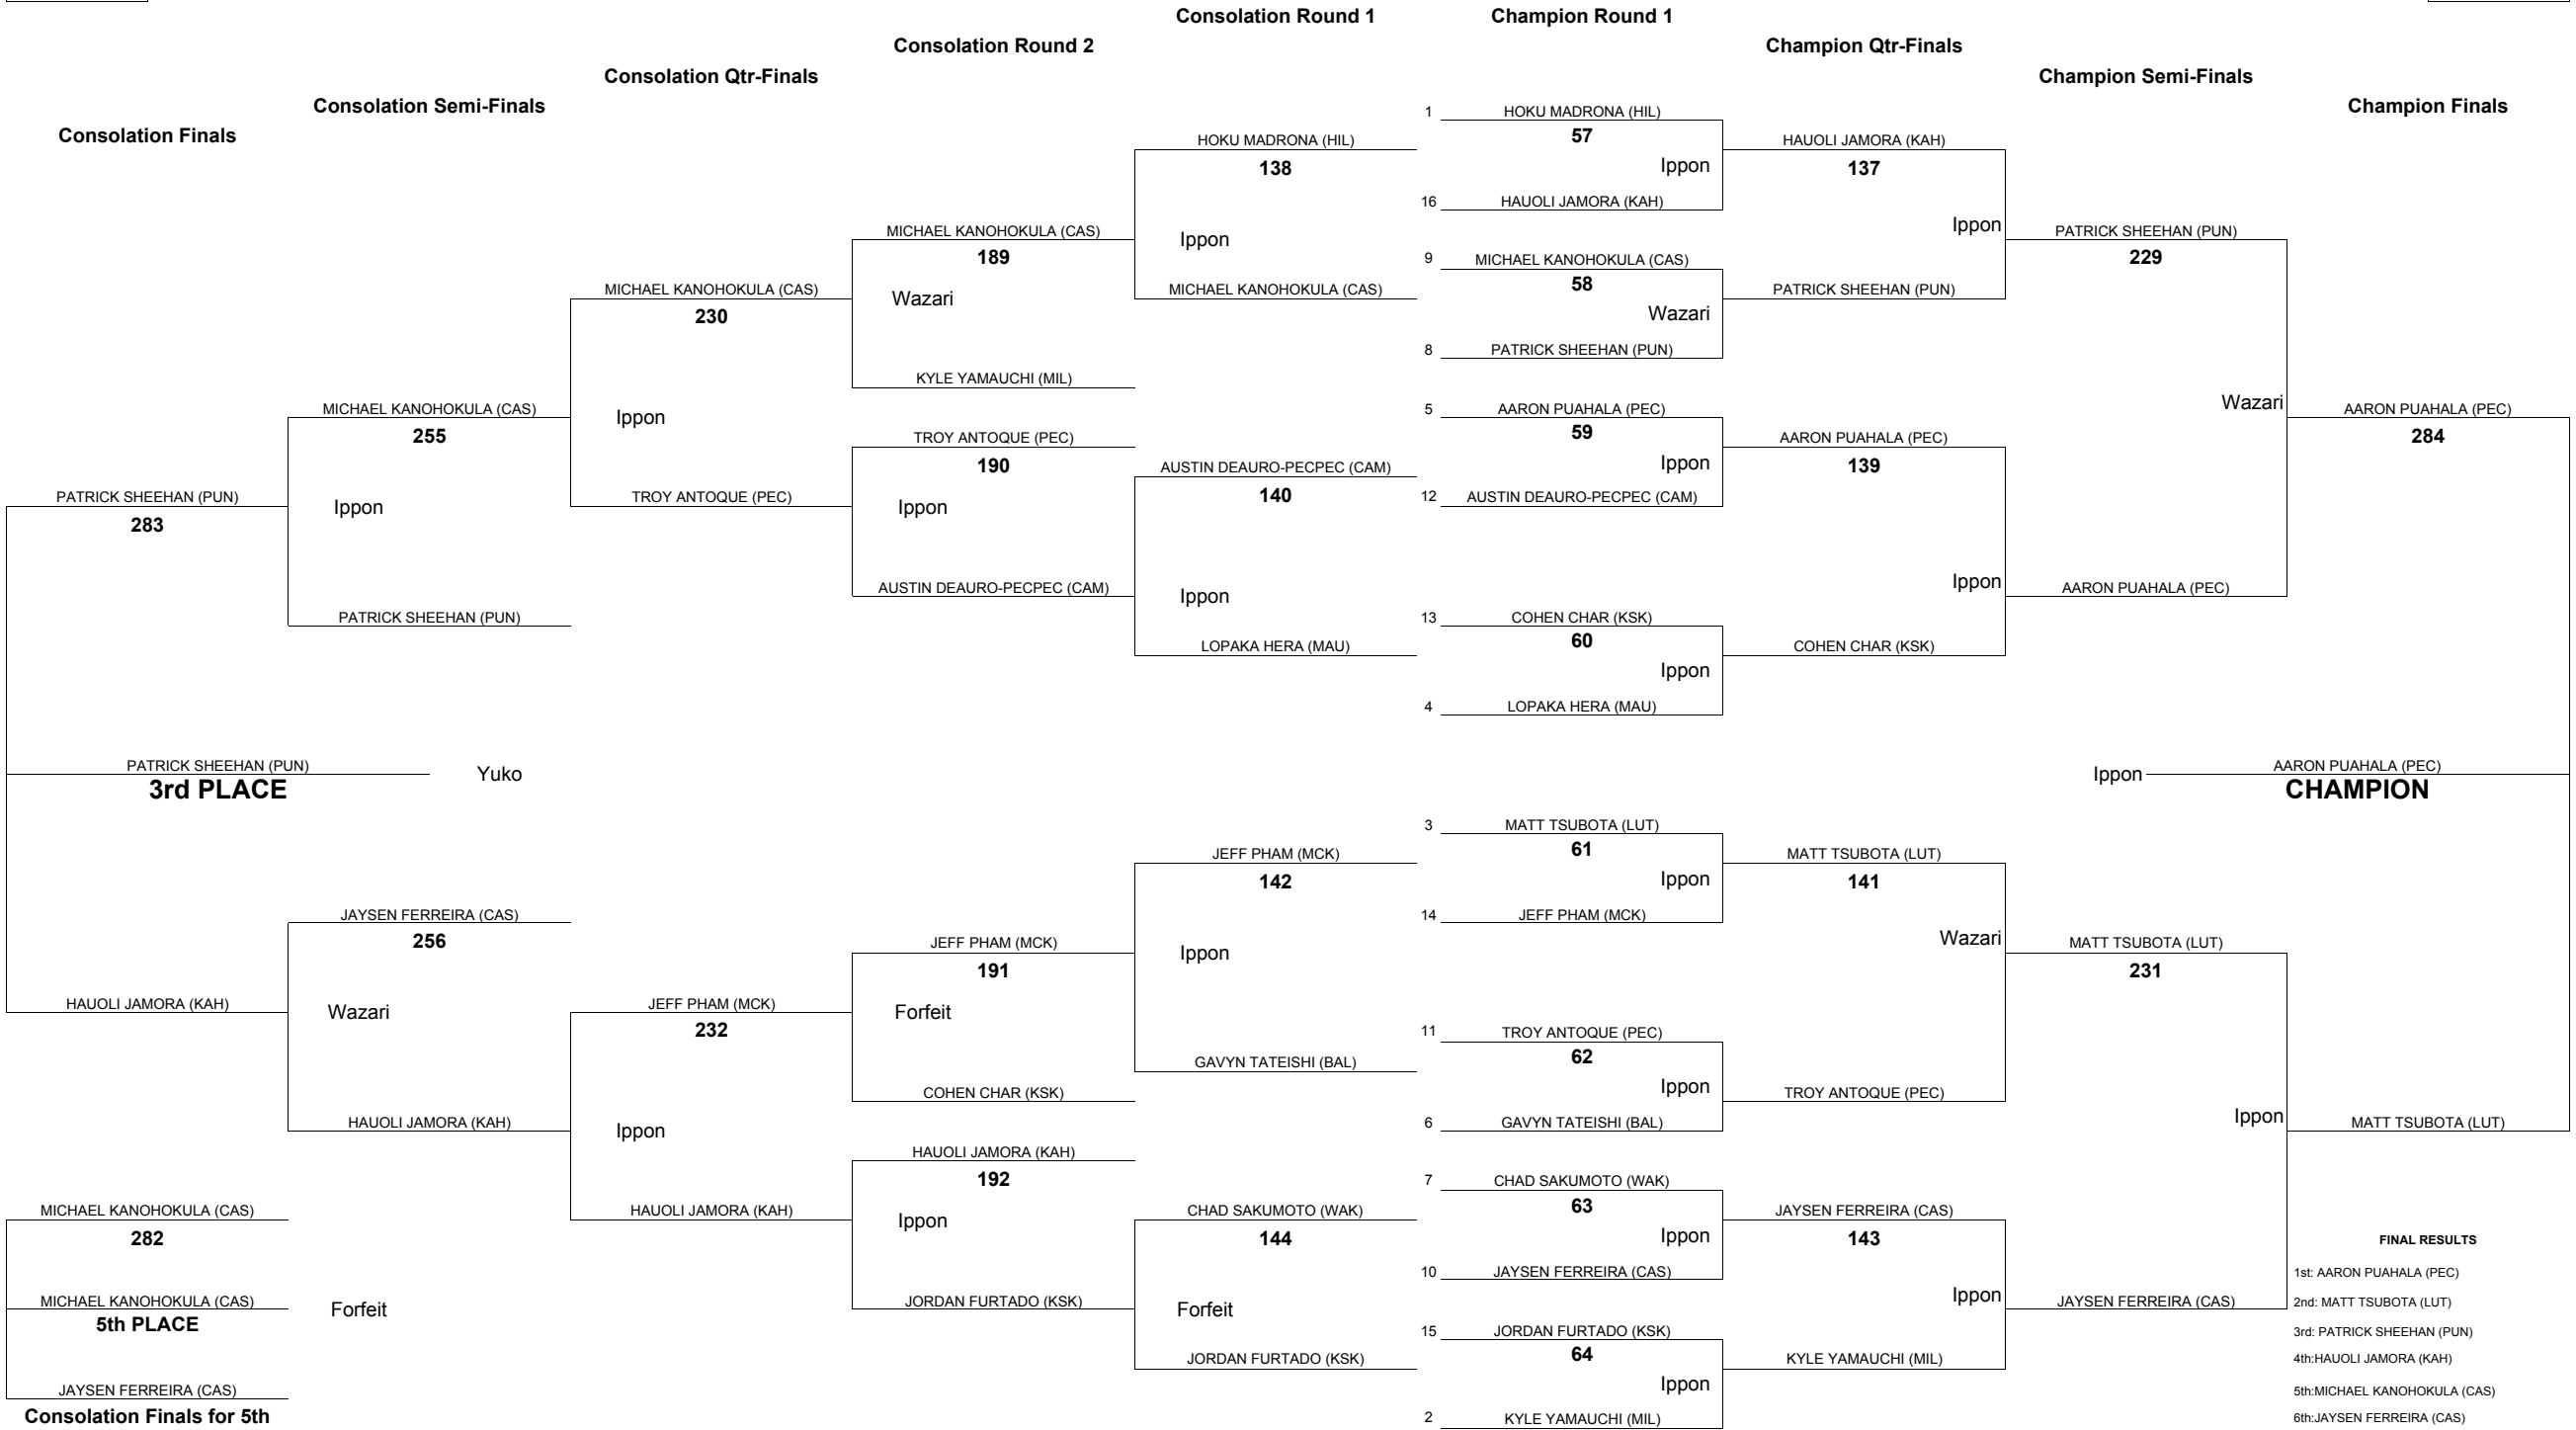 Consolation Round 1
Champion Round 1
Consolation Round 2
Champion Qtr-Finals
Consolation Qtr-Finals
Champion Semi-Finals
Consolation Semi-Finals
Champion Finals
Consolation Finals
PATRICK SHEEHAN (PUN)
283
PATRICK SHEEHAN (PUN)
3rd PLACE
Yuko
HAUOLI JAMORA (KAH)
MICHAEL KANOHOKULA (CAS)
282
MICHAEL KANOHOKULA (CAS)
5th PLACE
Forfeit
JAYSEN FERREIRA (CAS)
Consolation Finals for 5th
MICHAEL KANOHOKULA (CAS)
255
Ippon
PATRICK SHEEHAN (PUN)
JAYSEN FERREIRA (CAS)
256
Wazari
HAUOLI JAMORA (KAH)
MICHAEL KANOHOKULA (CAS)
230
Ippon
TROY ANTOQUE (PEC)
JEFF PHAM (MCK)
232
Ippon
HAUOLI JAMORA (KAH)
MICHAEL KANOHOKULA (CAS)
189
Wazari
KYLE YAMAUCHI (MIL)
TROY ANTOQUE (PEC)
190
Ippon
AUSTIN DEAURO-PECPEC (CAM)
JEFF PHAM (MCK)
191
Forfeit
COHEN CHAR (KSK)
HAUOLI JAMORA (KAH)
192
Ippon
JORDAN FURTADO (KSK)
HOKU MADRONA (HIL)
138
Ippon
MICHAEL KANOHOKULA (CAS)
AUSTIN DEAURO-PECPEC (CAM)
140
Ippon
LOPAKA HERA (MAU)
JEFF PHAM (MCK)
142
Ippon
GAVYN TATEISHI (BAL)
CHAD SAKUMOTO (WAK)
144
Forfeit
JORDAN FURTADO (KSK)
1 HOKU MADRONA (HIL)
57
Ippon
16 HAUOLI JAMORA (KAH)
9 MICHAEL KANOHOKULA (CAS)
58
Wazari
8 PATRICK SHEEHAN (PUN)
5 AARON PUAHALA (PEC)
59
Ippon
12 AUSTIN DEAURO-PECPEC (CAM)
13 COHEN CHAR (KSK)
60
Ippon
4 LOPAKA HERA (MAU)
3 MATT TSUBOTA (LUT)
61
Ippon
14 JEFF PHAM (MCK)
11 TROY ANTOQUE (PEC)
62
Ippon
6 GAVYN TATEISHI (BAL)
7 CHAD SAKUMOTO (WAK)
63
Ippon
10 JAYSEN FERREIRA (CAS)
15 JORDAN FURTADO (KSK)
64
Ippon
2 KYLE YAMAUCHI (MIL)
HAUOLI JAMORA (KAH)
137
Ippon
PATRICK SHEEHAN (PUN)
AARON PUAHALA (PEC)
139
Ippon
COHEN CHAR (KSK)
MATT TSUBOTA (LUT)
141
Wazari
TROY ANTOQUE (PEC)
JAYSEN FERREIRA (CAS)
143
Ippon
KYLE YAMAUCHI (MIL)
PATRICK SHEEHAN (PUN)
229
Wazari
AARON PUAHALA (PEC)
MATT TSUBOTA (LUT)
231
Ippon
JAYSEN FERREIRA (CAS)
AARON PUAHALA (PEC)
284
Ippon
AARON PUAHALA (PEC)
CHAMPION
MATT TSUBOTA (LUT)
FINAL RESULTS
1st: AARON PUAHALA (PEC)
2nd: MATT TSUBOTA (LUT)
3rd: PATRICK SHEEHAN (PUN)
4th:HAUOLI JAMORA (KAH)
5th:MICHAEL KANOHOKULA (CAS)
6th:JAYSEN FERREIRA (CAS)